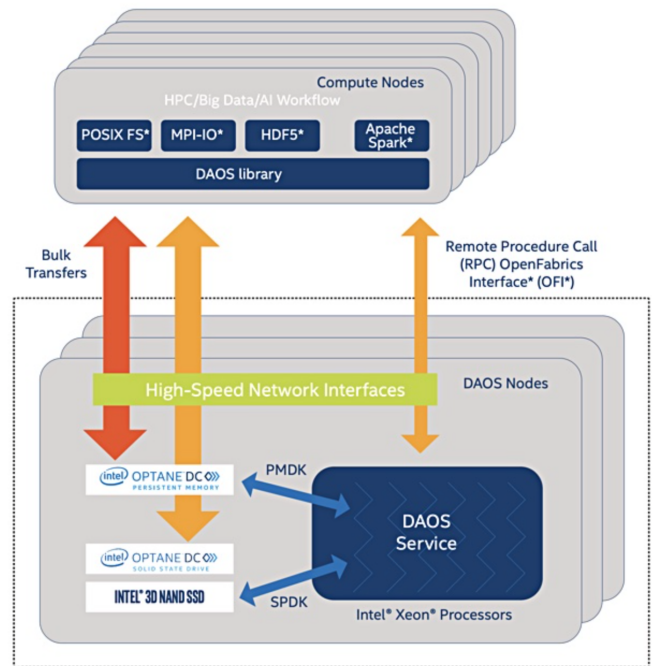 Compute Nodes
HPC/Big Data/AI Workflow
POSIX FS*
MPI-IO*
HDF5*
Apache
Spark*
DAOS library
Bulk
Transfers
Remote Procedure Call
(RPC) OpenFabrics
Interface* (OFI*)
High-Speed Network Interfaces
DAOS Nodes
intel OPTANE DC
PERSISTENT MEMORY
PMDK
DAOS
Service
intel OPTANE DC
SOLID STATE DRIVE
INTEL® 3D NAND SSD
SPDK
Intel® Xeon® Processors